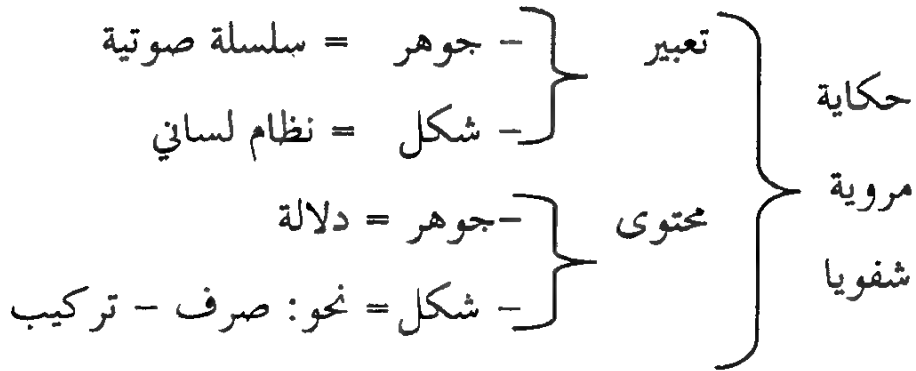 حكاية
مروية
شفويا
تعبير
- جوهر = سلسلة صوتية
- شكل = نظام لساني
محتوى
-جوهر = دلالة
- شكل = نحو: صرف - تركيب